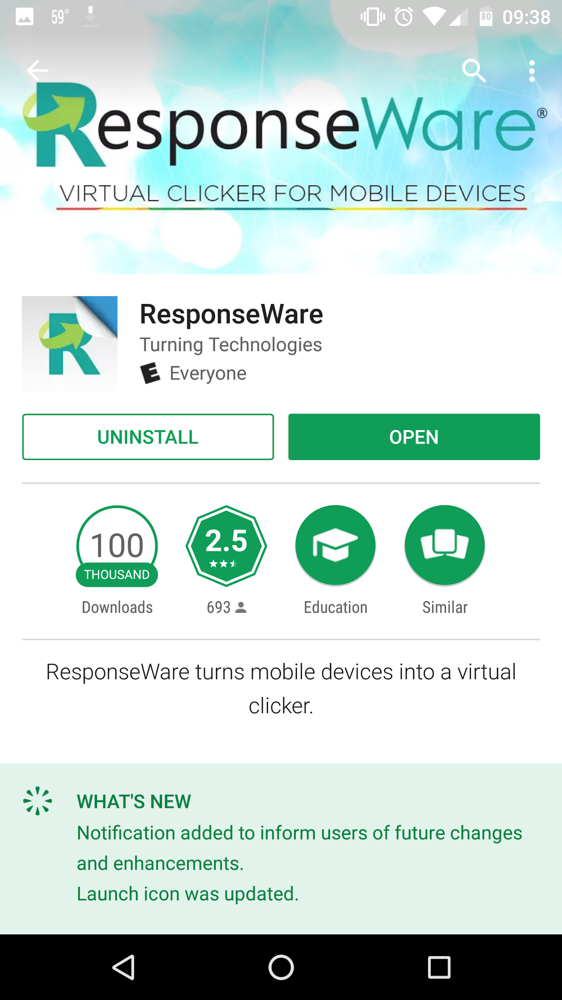 59°
80 09:38
ResponseWare®
VIRTUAL CLICKER FOR MOBILE DEVICES
R
ResponseWare
Turning Technologies
E Everyone
UNINSTALL
OPEN
100
THOUSAND
2.5
Downloads
693
Education
Similar
ResponseWare turns mobile devices into a virtual
clicker.
WHAT'S NEW
Notification added to inform users of future changes
and enhancements.
Launch icon was updated.